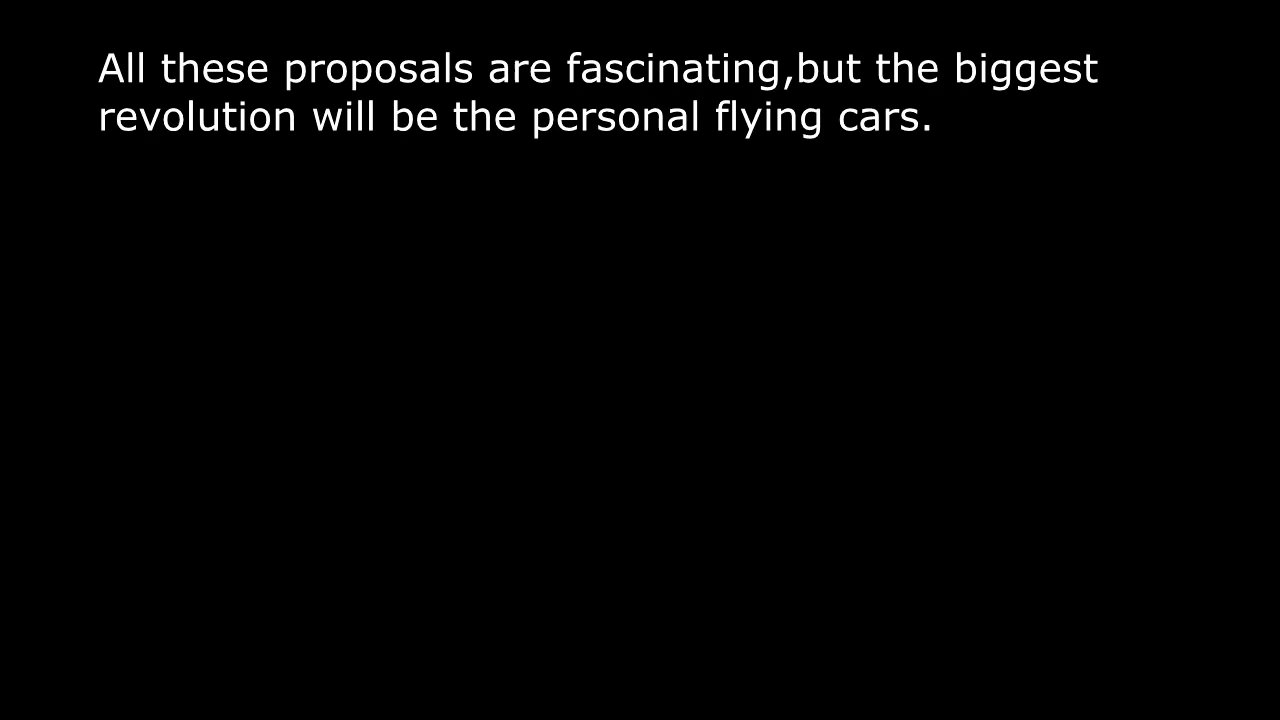 All these proposals are fascinating,but the biggest
revolution will be the personal flying cars.